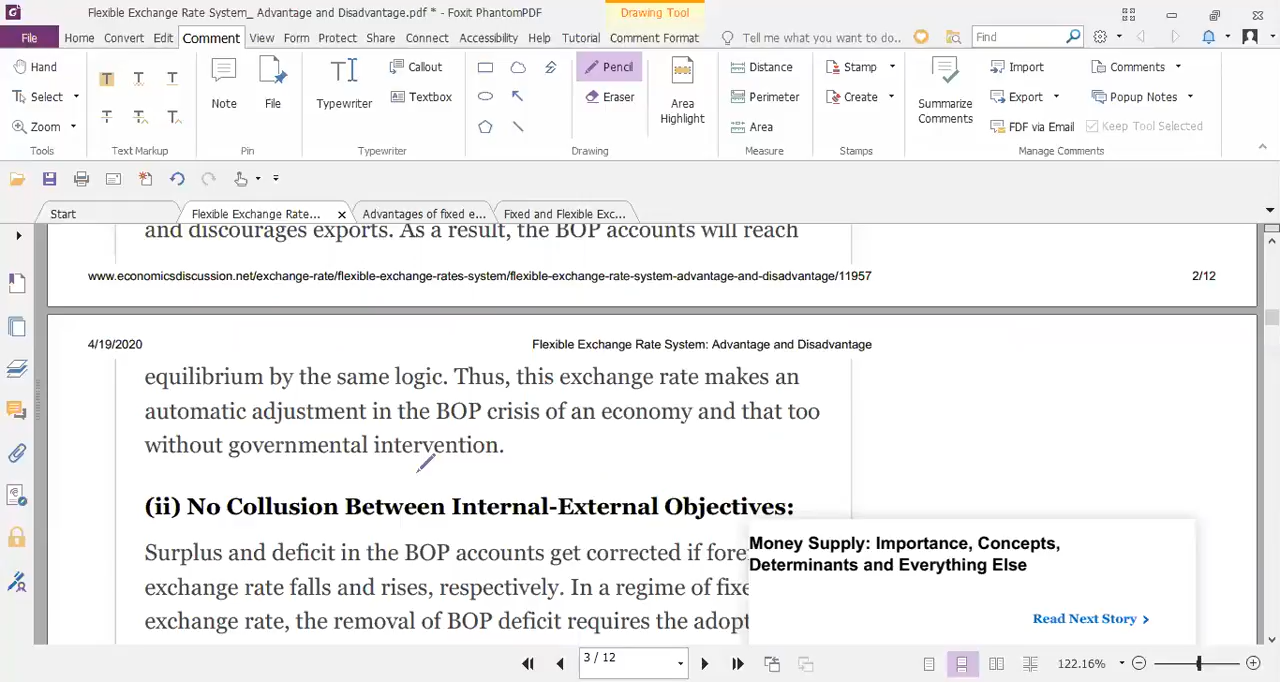 Flexible Exchange Rate System_ Advantage and Disadvantage.pdf * - Foxit PhantomPDF
Drawing Tool
File Home Convert Edit Comment View Form Protect Share Connect Accessibility Help Tutorial Comment Format Tell me what you want to do.. Find
Hand Note File Typewriter Callout Pencil Area Highlight Distance Stamp Summarize Comments Import Comments
Select Textbox Eraser Perimeter Create Export Popup Notes
Zoom Area FDF via Email Keep Tool Selected
Tools Text Markup Pin Typewriter Drawing Measure Stamps Manage Comments
Start Flexible Exchange Rate... Advantages of fixed e... Fixed and Flexible Exc...
and discourages exports. As a result, the BOP accounts will reach
www.economicsdiscussion.net/exchange-rate/flexible-exchange-rates-system/flexible-exchange-rate-system-advantage-and-disadvantage/11957 2/12
4/19/2020 Flexible Exchange Rate System: Advantage and Disadvantage
equilibrium by the same logic. Thus, this exchange rate makes an
automatic adjustment in the BOP crisis of an economy and that too
without governmental intervention.
(ii) No Collusion Between Internal-External Objectives:
Surplus and deficit in the BOP accounts get corrected if fore
exchange rate falls and rises, respectively. In a regime of fixe
exchange rate, the removal of BOP deficit requires the adopt
Money Supply: Importance, Concepts,
Determinants and Everything Else
Read Next Story
3 / 12 122.16%